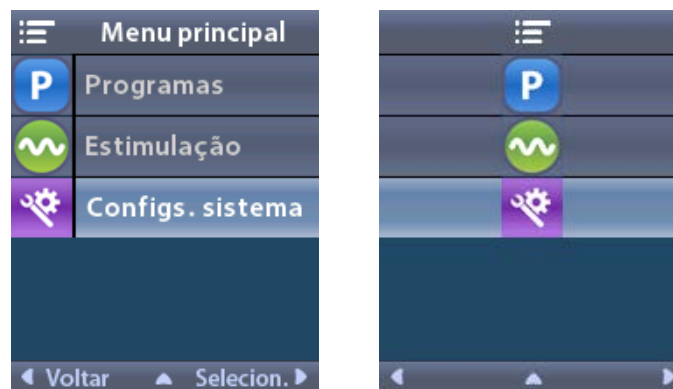 Menu principal
P Programas
Estimulação
Configs. sistema
Voltar Selecion.
P